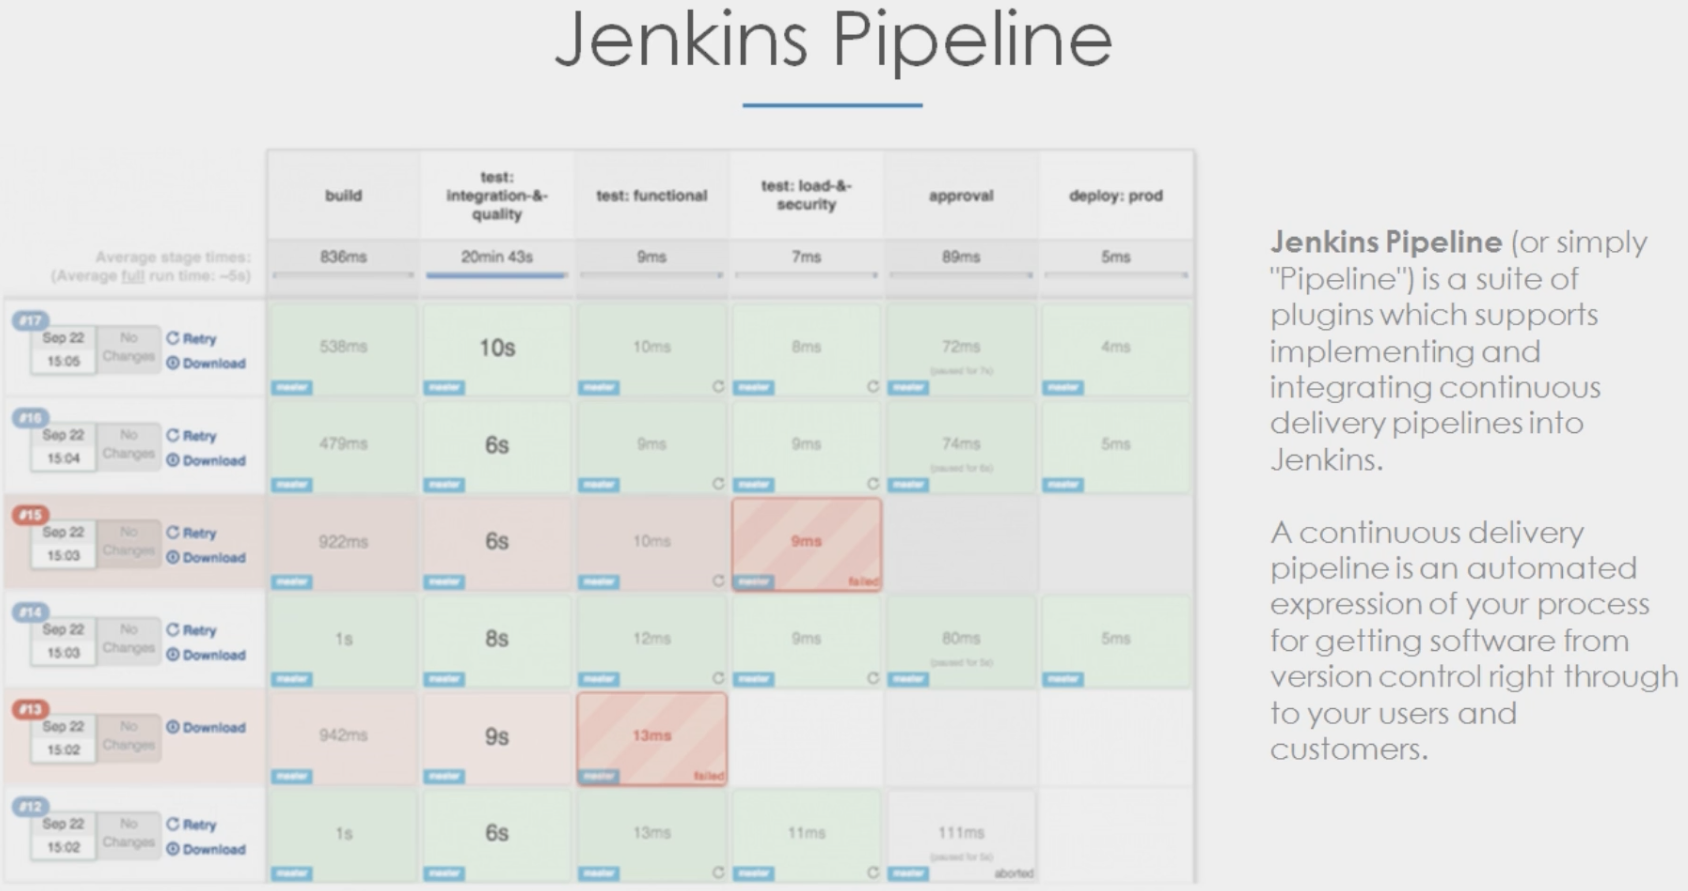 Jenkins Pipeline
build
test:
integration-&-
quality
test: functional
test: load-&-
security
approval
deploy: prod
Average stage times:
(Average full run time: ~5s)
836ms
20min 43s
9ms
7ms
89ms
5ms
#17
Sep 22
15:05
No
Changes
Retry
Download
538ms
master
10s
master
10ms
master
8ms
master
72ms
(paused for 7s)
master
4ms
master
#16
Sep 22
15:04
No
Changes
Retry
Download
479ms
master
6s
master
9ms
master
9ms
master
74ms
(paused for 6s)
master
5ms
master
#15
Sep 22
15:03
No
Changes
Retry
Download
922ms
master
6s
master
10ms
master
9ms
master
failed
#14
Sep 22
15:03
No
Changes
Retry
Download
1s
master
8s
master
12ms
master
9ms
master
80ms
(paused for 5s)
master
5ms
master
#13
Sep 22
15:02
No
Changes
Download
942ms
master
9s
master
13ms
master
failed
#12
Sep 22
15:02
No
Changes
Retry
Download
1s
master
6s
master
13ms
master
11ms
master
111ms
(paused for 5s)
master
aborted
Jenkins Pipeline (or simply
"Pipeline") is a suite of
plugins which supports
implementing and
integrating continuous
delivery pipelines into
Jenkins.
A continuous delivery
pipeline is an automated
expression of your process
for getting software from
version control right through
to your users and
customers.